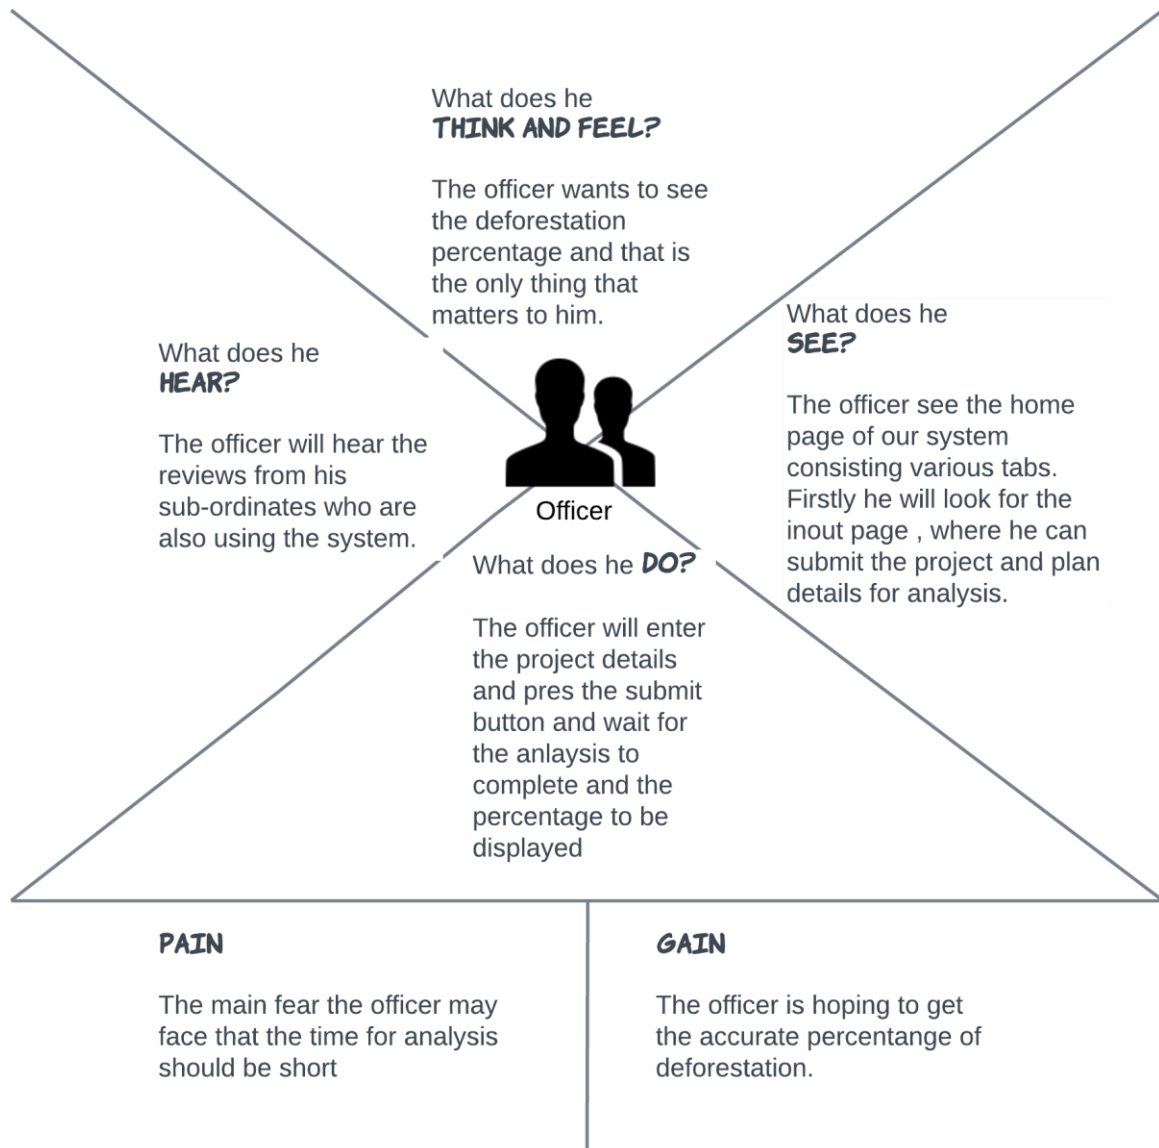 What does he
THINK AND FEEL?
The officer wants to see
the deforestation
percentage and that is
the only thing that
matters to him.
What does he
HEAR?
The officer will hear the
reviews from his
sub-ordinates who are
also using the system.
What does he
SEE?
The officer see the home
page of our system
consisting various tabs.
Firstly he will look for the
inout page , where he can
submit the project and plan
details for analysis.
Officer
What does he DO?
The officer will enter
the project details
and pres the submit
button and wait for
the anlaysis to
complete and the
percentage to be
displayed
PAIN
The main fear the officer may
face that the time for analysis
should be short
GAIN
The officer is hoping to get
the accurate percentange of
deforestation.